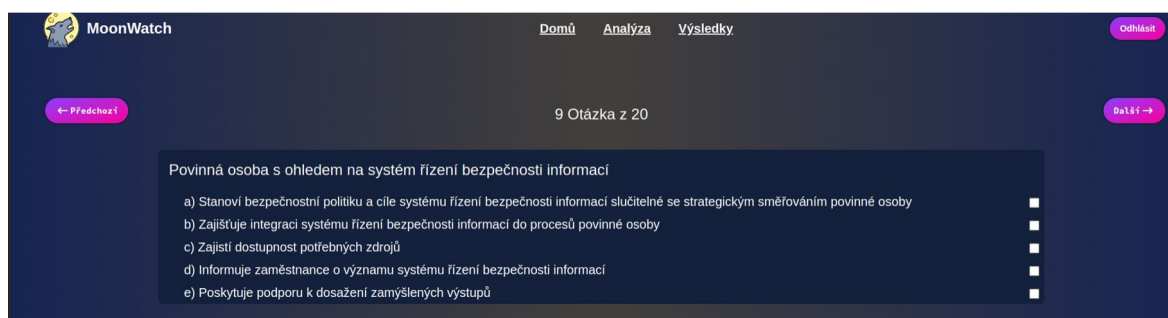 MoonWatch Domů Analýza Výsledky Odhlásit
← Předchozí 9 Otázka z 20 Další →
Povinná osoba s ohledem na systém řízení bezpečnosti informací
a) Stanoví bezpečnostní politiku a cíle systému řízení bezpečnosti informací slučitelné se strategickým směřováním povinné osoby
b) Zajišťuje integraci systému řízení bezpečnosti informací do procesů povinné osoby
c) Zajistí dostupnost potřebných zdrojů
d) Informuje zaměstnance o významu systému řízení bezpečnosti informací
e) Poskytuje podporu k dosažení zamýšlených výstupů